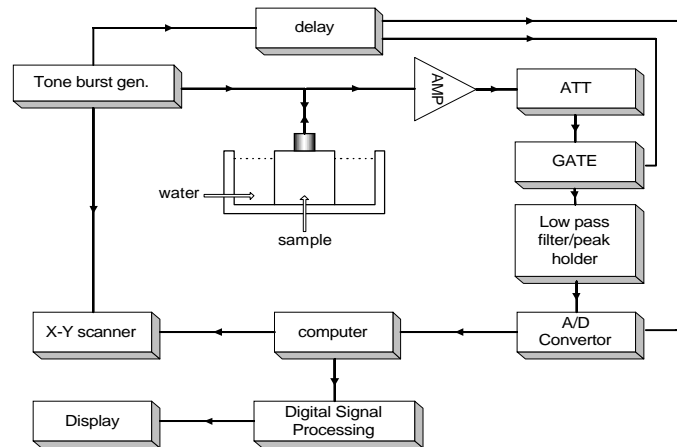 delay
Tone burst gen.
AMP
ATT
GATE
water
sample
Low pass
filter/peak
holder
X-Y scanner
computer
A/D
Convertor
Display
Digital Signal
Processing